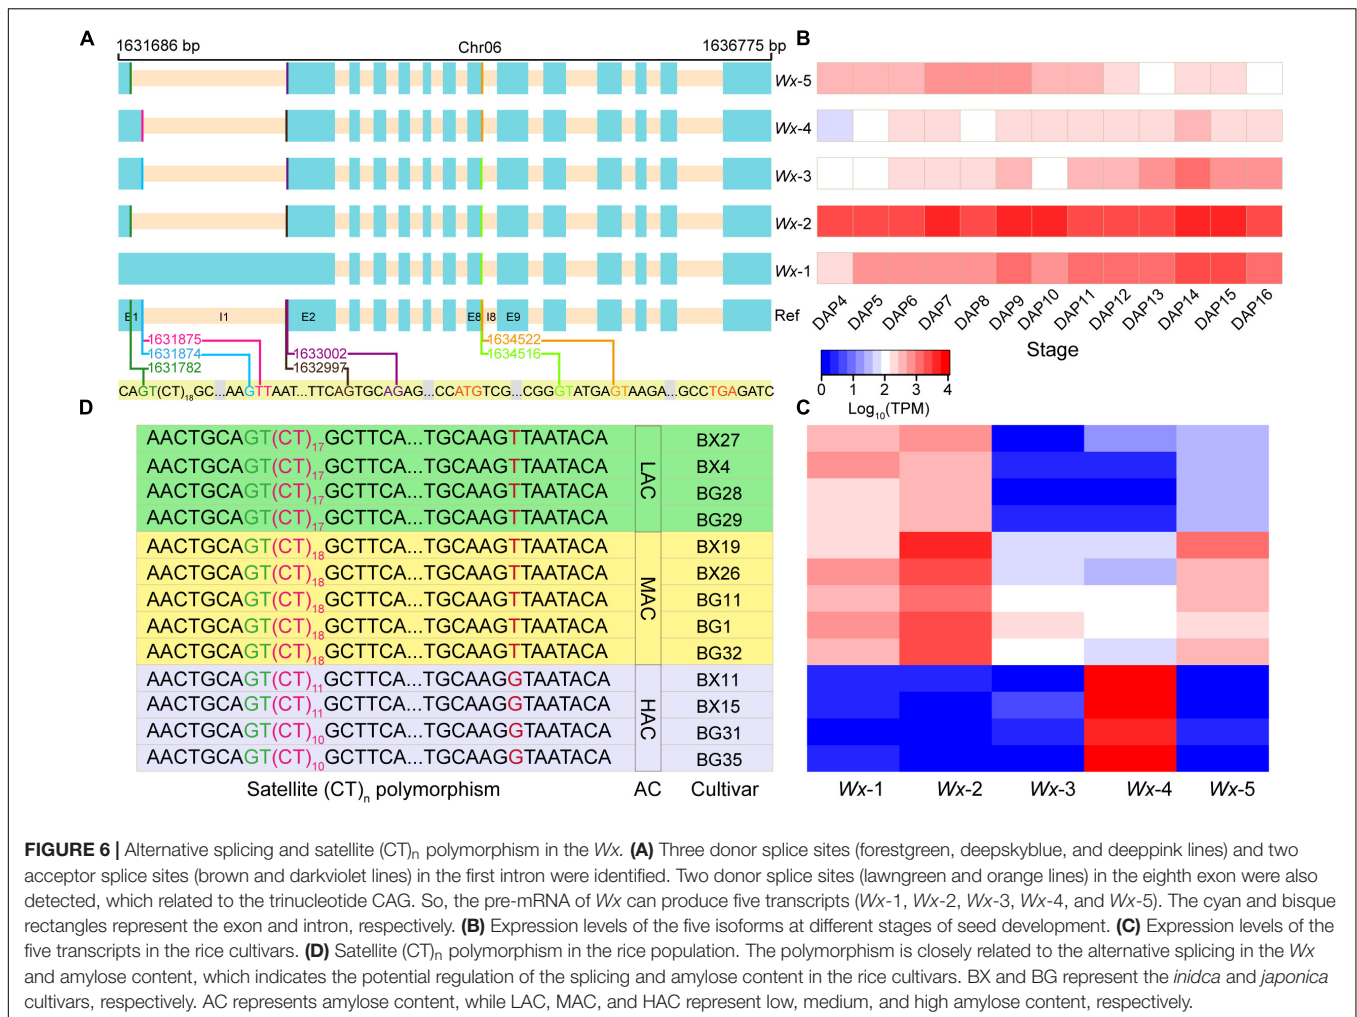 A
1631686 bp
Chr06
1636775 bp
B
Wx-5
Wx-4
Wx-3
Wx-2
Wx-1
Ref
E1
I1
E2
E8
I8
E9
1631875
1631874
1631782
1633002
1632997
1634522
1634516
CAGT(CT)18GC...AAGTTAAT...TTCAGTGCAGAG...CCATGTCG...CGGGTATGAGTAAGA...GCCTGAGATC
DAP4
DAP5
DAP6
DAP7
DAP8
DAP9
DAP10
DAP11
DAP12
DAP13
DAP14
DAP15
DAP16
Stage
0 1 2 3 4
Log10(TPM)
D
AACTGCAGT(CT)17GCTTCA...TGCAAGTTAATACA BX27
AACTGCAGT(CT)17GCTTCA...TGCAAGTTAATACA BX4
AACTGCAGT(CT)17GCTTCA...TGCAAGTTAATACA BG28
AACTGCAGT(CT)17GCTTCA...TGCAAGTTAATACA BG29
LAC
AACTGCAGT(CT)18GCTTCA...TGCAAGTTAATACA BX19
AACTGCAGT(CT)18GCTTCA...TGCAAGTTAATACA BX26
AACTGCAGT(CT)18GCTTCA...TGCAAGTTAATACA BG11
AACTGCAGT(CT)18GCTTCA...TGCAAGTTAATACA BG1
AACTGCAGT(CT)18GCTTCA...TGCAAGTTAATACA BG32
MAC
AACTGCAGT(CT)11GCTTCA...TGCAAGGTAATACA BX11
AACTGCAGT(CT)11GCTTCA...TGCAAGGTAATACA BX15
AACTGCAGT(CT)10GCTTCA...TGCAAGGTAATACA BG31
AACTGCAGT(CT)10GCTTCA...TGCAAGGTAATACA BG35
HAC
Satellite (CT)n polymorphism AC Cultivar
C
Wx-1 Wx-2 Wx-3 Wx-4 Wx-5
FIGURE 6 | Alternative splicing and satellite (CT)n polymorphism in the Wx. (A) Three donor splice sites (forestgreen, deepskyblue, and deeppink lines) and two
acceptor splice sites (brown and darkviolet lines) in the first intron were identified. Two donor splice sites (lawngreen and orange lines) in the eighth exon were also
detected, which related to the trinucleotide CAG. So, the pre-mRNA of Wx can produce five transcripts (Wx-1, Wx-2, Wx-3, Wx-4, and Wx-5). The cyan and bisque
rectangles represent the exon and intron, respectively. (B) Expression levels of the five isoforms at different stages of seed development. (C) Expression levels of the
five transcripts in the rice cultivars. (D) Satellite (CT)n polymorphism in the rice population. The polymorphism is closely related to the alternative splicing in the Wx
and amylose content, which indicates the potential regulation of the splicing and amylose content in the rice cultivars. BX and BG represent the inidca and japonica
cultivars, respectively. AC represents amylose content, while LAC, MAC, and HAC represent low, medium, and high amylose content, respectively.